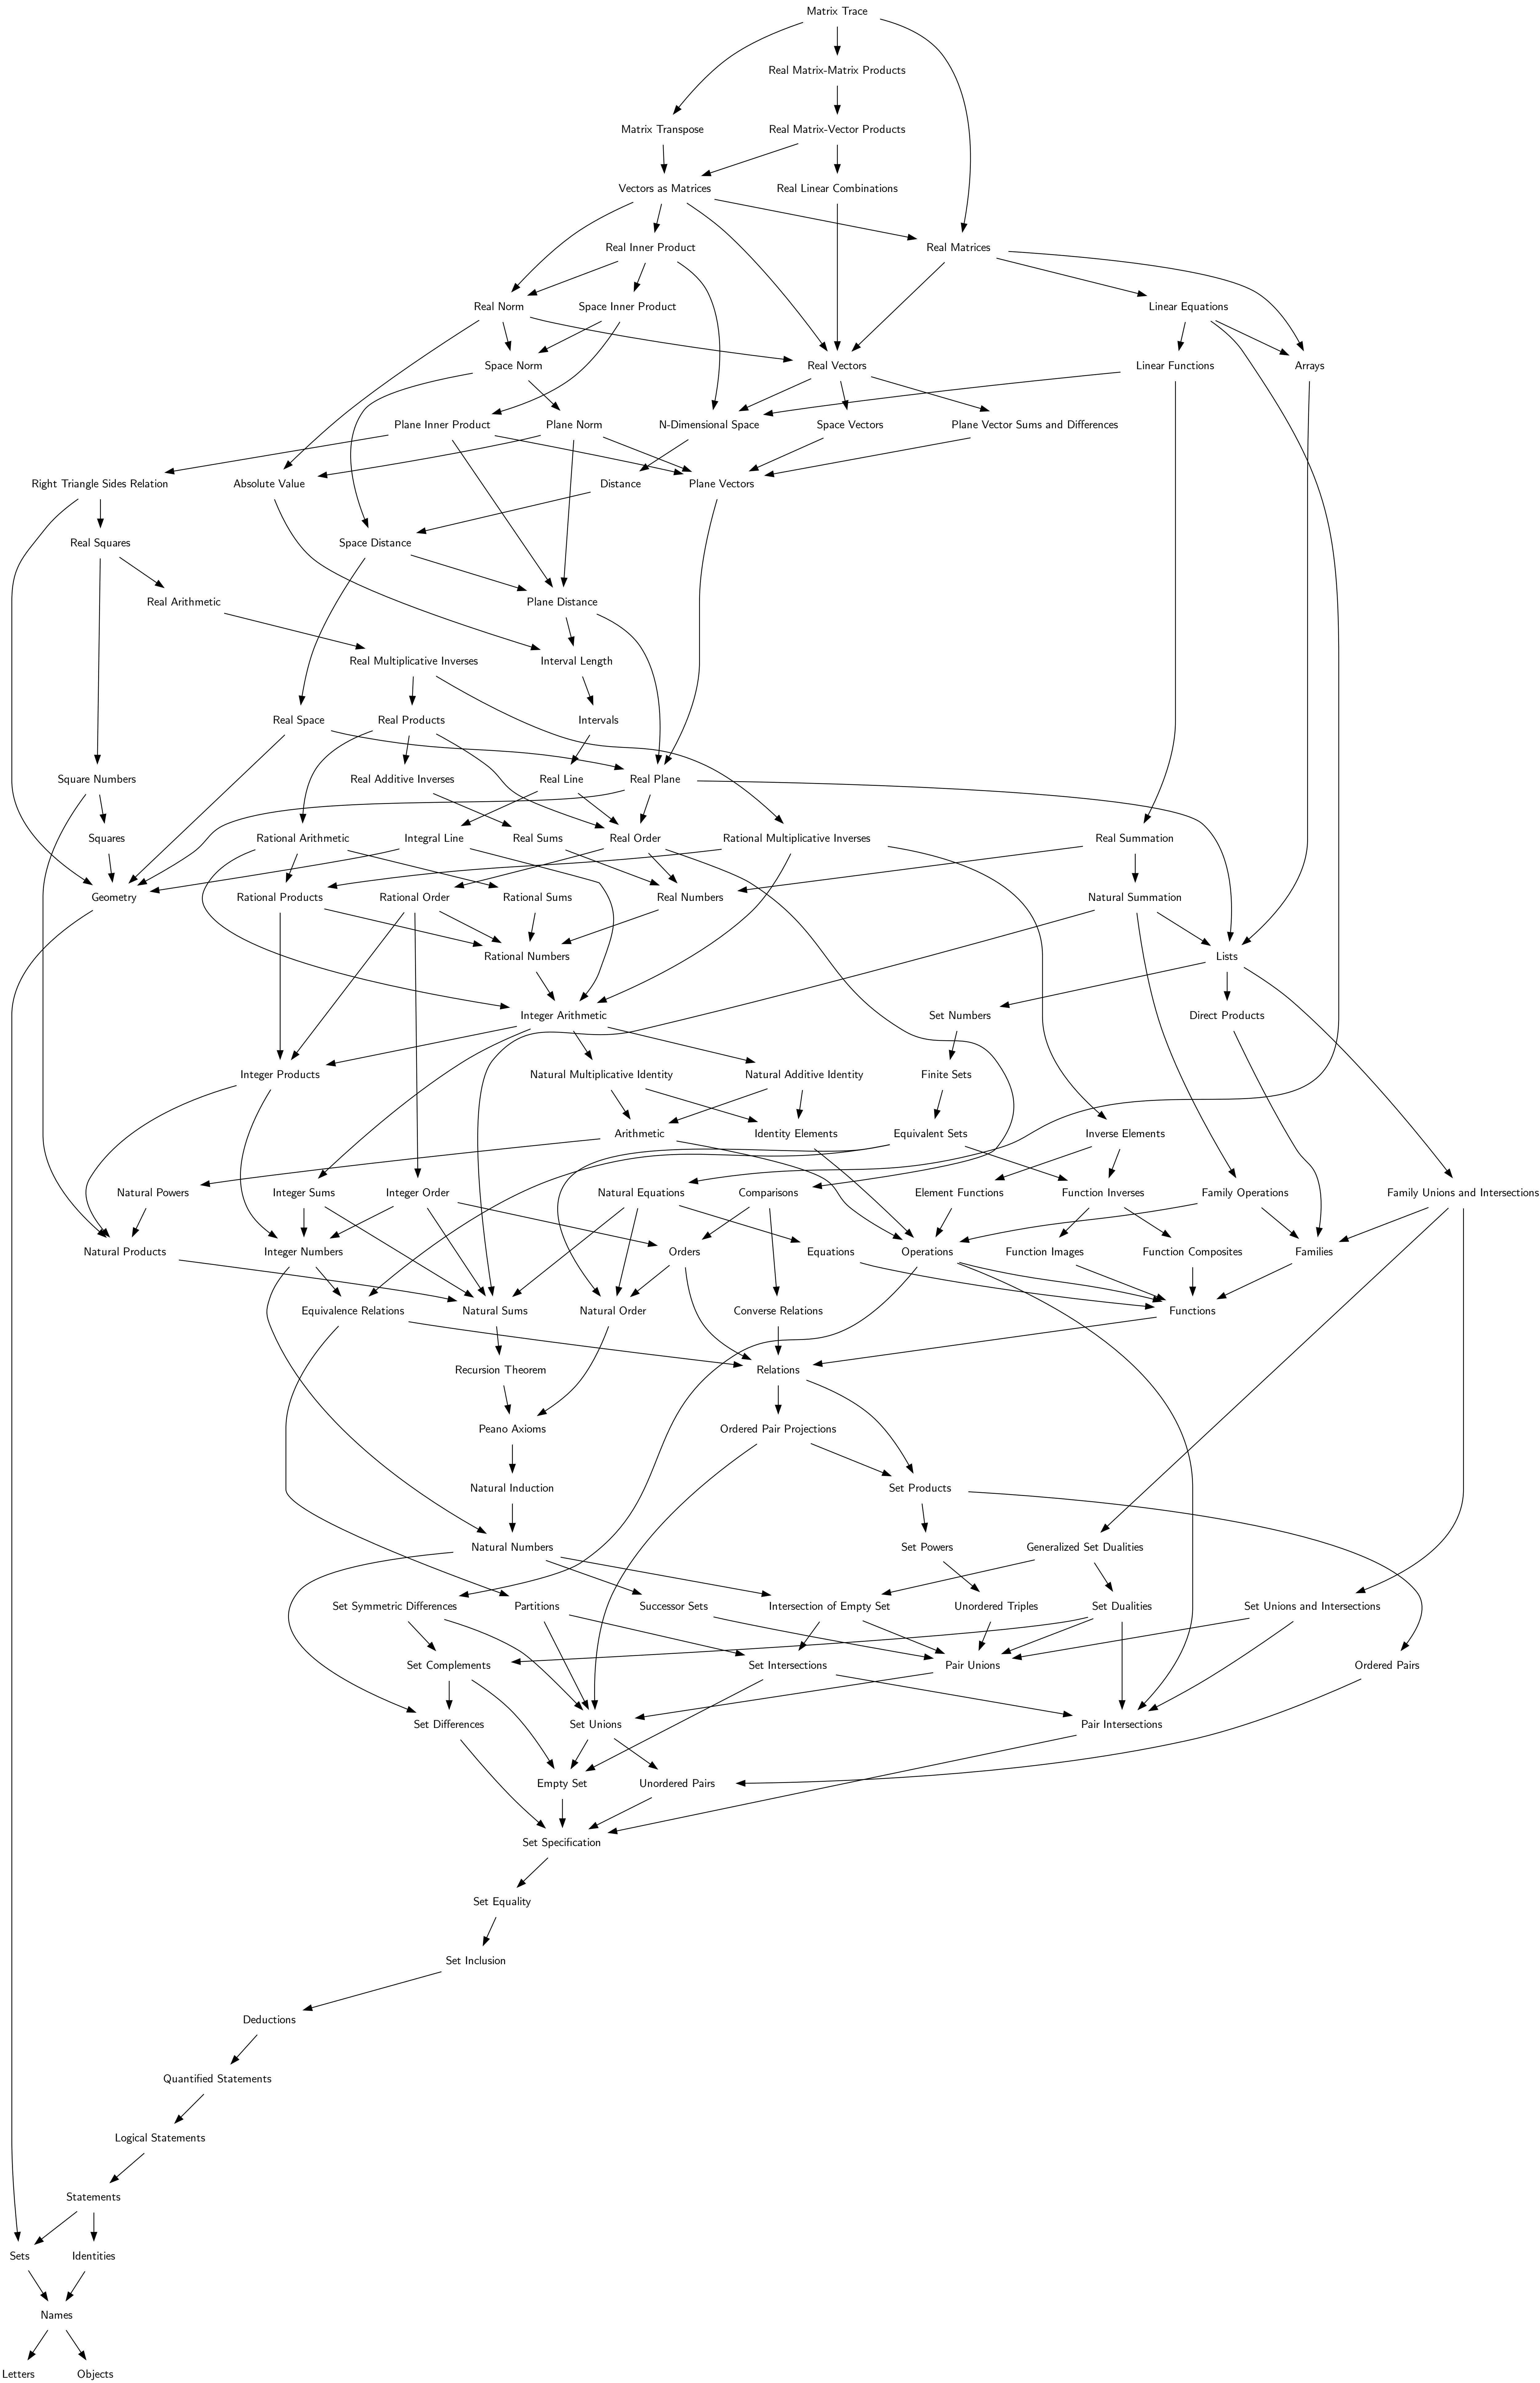 Matrix Trace
Real Matrix-Matrix Products
Matrix Transpose
Real Matrix-Vector Products
Vectors as Matrices
Real Linear Combinations
Real Inner Product
Real Matrices
Real Norm
Space Inner Product
Linear Equations
Space Norm
Real Vectors
Linear Functions
Arrays
Plane Inner Product
Plane Norm
N-Dimensional Space
Space Vectors
Plane Vector Sums and Differences
Right Triangle Sides Relation
Absolute Value
Distance
Plane Vectors
Real Squares
Space Distance
Real Arithmetic
Plane Distance
Real Multiplicative Inverses
Interval Length
Real Space
Real Products
Intervals
Square Numbers
Real Additive Inverses
Real Line
Real Plane
Squares
Rational Arithmetic
Integral Line
Real Sums
Real Order
Rational Multiplicative Inverses
Real Summation
Geometry
Rational Products
Rational Order
Rational Sums
Real Numbers
Natural Summation
Rational Numbers
Lists
Integer Arithmetic
Set Numbers
Direct Products
Integer Products
Natural Multiplicative Identity
Natural Additive Identity
Finite Sets
Arithmetic
Identity Elements
Equivalent Sets
Inverse Elements
Natural Powers
Integer Sums
Integer Order
Natural Equations
Comparisons
Element Functions
Function Inverses
Family Operations
Family Unions and Intersections
Natural Products
Integer Numbers
Orders
Equations
Operations
Function Images
Function Composites
Families
Equivalence Relations
Natural Sums
Natural Order
Converse Relations
Functions
Recursion Theorem
Relations
Peano Axioms
Ordered Pair Projections
Natural Induction
Set Products
Natural Numbers
Set Powers
Generalized Set Dualities
Set Symmetric Differences
Partitions
Successor Sets
Intersection of Empty Set
Unordered Triples
Set Dualities
Set Unions and Intersections
Set Complements
Set Intersections
Pair Unions
Ordered Pairs
Set Differences
Set Unions
Pair Intersections
Empty Set
Unordered Pairs
Set Specification
Set Equality
Set Inclusion
Deductions
Quantified Statements
Logical Statements
Statements
Sets
Identities
Names
Letters
Objects